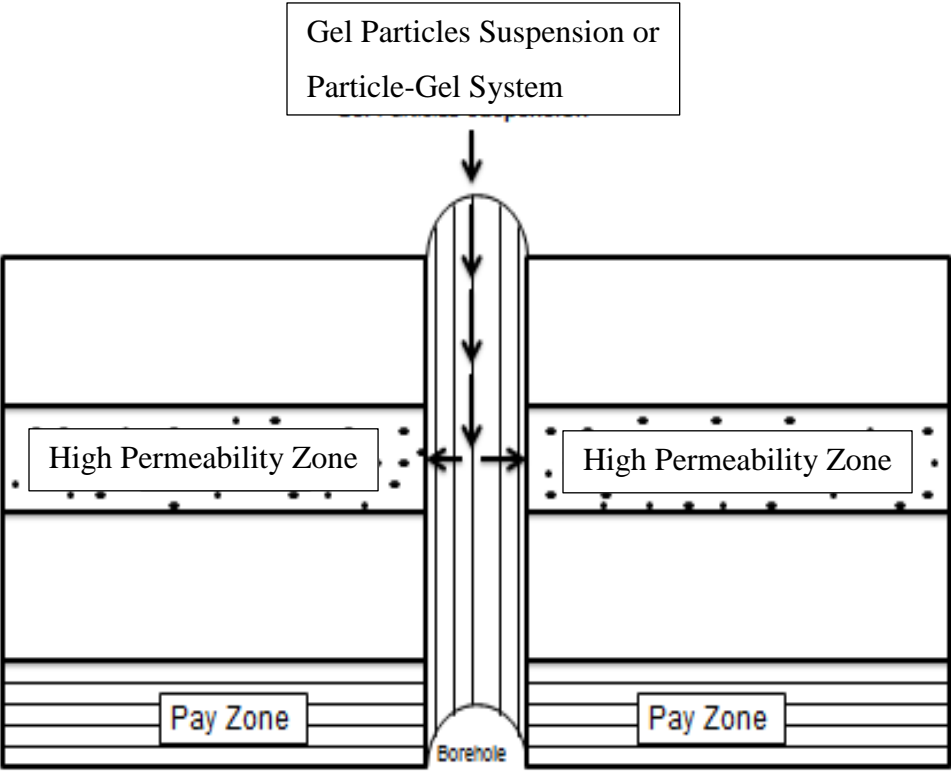 Gel Particles Suspension or
Particle-Gel System
High Permeability Zone
High Permeability Zone
Pay Zone
Pay Zone
Borehole